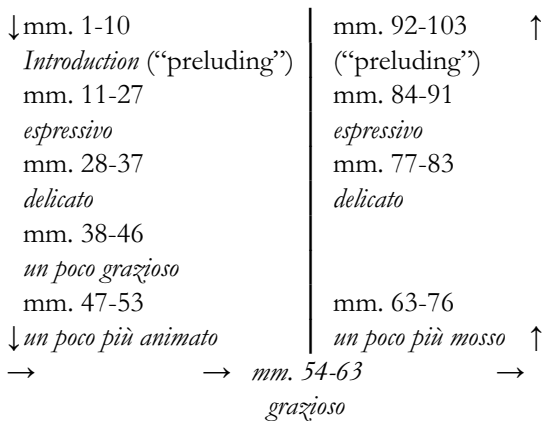 ↓ mm. 1-10 mm. 92-103 ↑
Introduction (“preluding”) (“preluding”)
mm. 11-27 mm. 84-91
espressivo espressivo
mm. 28-37 mm. 77-83
delicato delicato
mm. 38-46
un poco grazioso
mm. 47-53 mm. 63-76
↓ un poco più animato un poco più mosso ↑
→ → mm. 54-63 →
grazioso